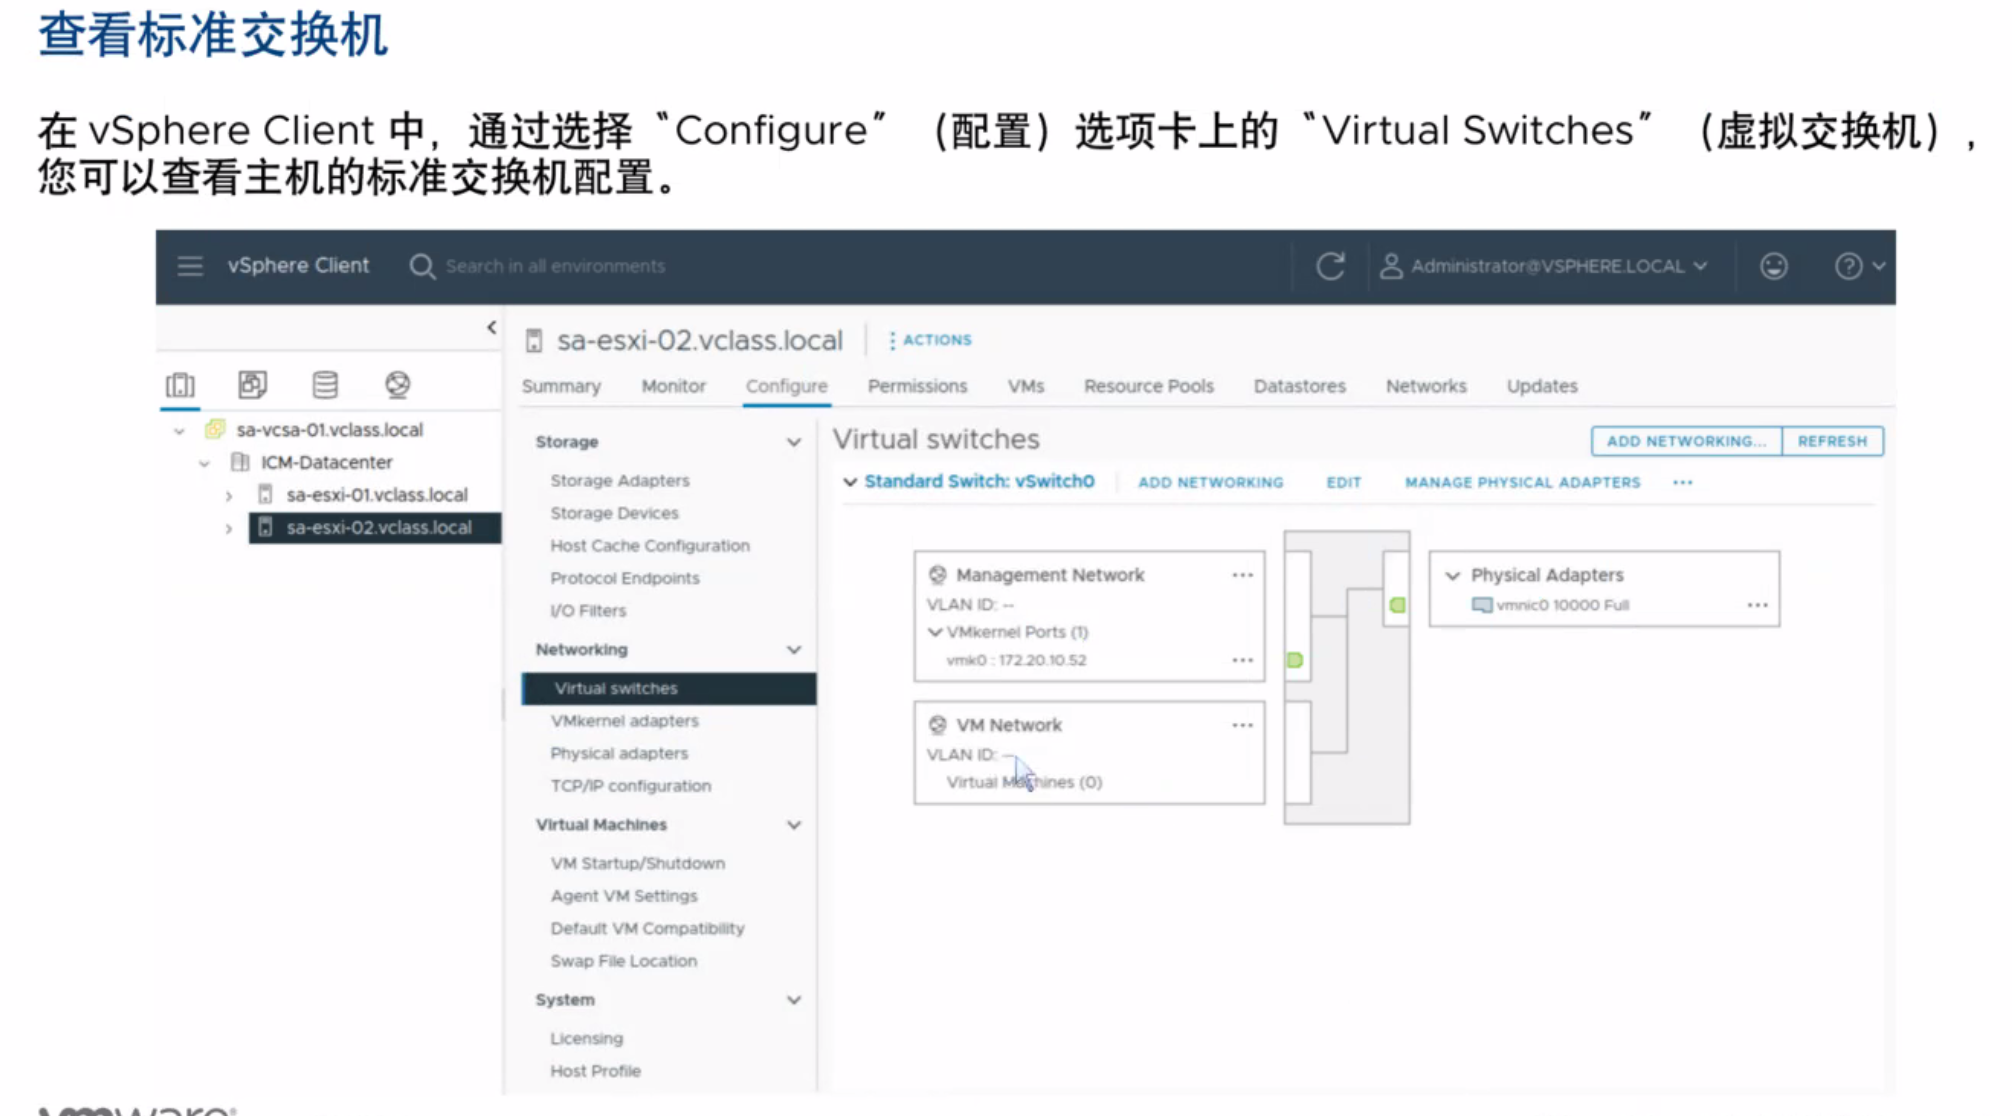 查看标准交换机
在 vSphere Client 中，通过选择“Configure”（配置）选项卡上的“Virtual Switches”（虚拟交换机），
您可以查看主机的标准交换机配置。
vSphere Client
Search in all environments
Administrator@VSPHERE.LOCAL
sa-esxi-02.vclass.local
ACTIONS
Summary Monitor Configure Permissions VMs Resource Pools Datastores Networks Updates
sa-vcsa-01.vclass.local
ICM-Datacenter
sa-esxi-01.vclass.local
sa-esxi-02.vclass.local
Storage
Storage Adapters
Storage Devices
Host Cache Configuration
Protocol Endpoints
I/O Filters
Networking
Virtual switches
VMkernel adapters
Physical adapters
TCP/IP configuration
Virtual Machines
VM Startup/Shutdown
Agent VM Settings
Default VM Compatibility
Swap File Location
System
Licensing
Host Profile
Virtual switches
ADD NETWORKING... REFRESH
Standard Switch: vSwitch0 ADD NETWORKING EDIT MANAGE PHYSICAL ADAPTERS ...
Management Network ...
VLAN ID: --
VMkernel Ports (1)
vmk0 : 172.20.10.52 ...
VM Network ...
VLAN ID: --
Virtual Machines (0)
Physical Adapters
vmnic0 10000 Full ...
vmware®